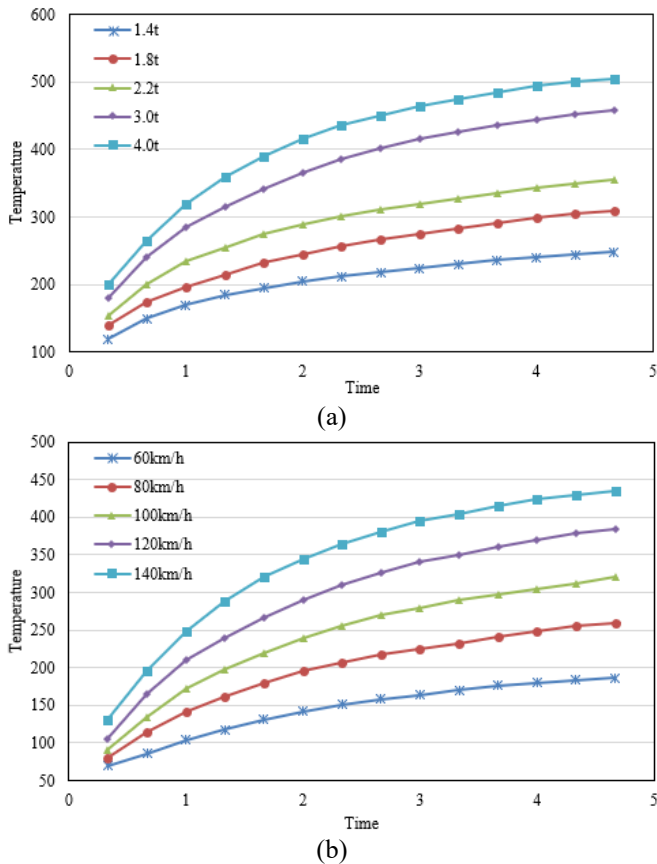 600
500
400
300
200
100
Temperature
1.4t
1.8t
2.2t
3.0t
4.0t
0 1 2 3 4 5
Time
(a)
500
450
400
350
300
250
200
150
100
50
Temperature
60km/h
80km/h
100km/h
120km/h
140km/h
0 1 2 3 4 5
Time
(b)